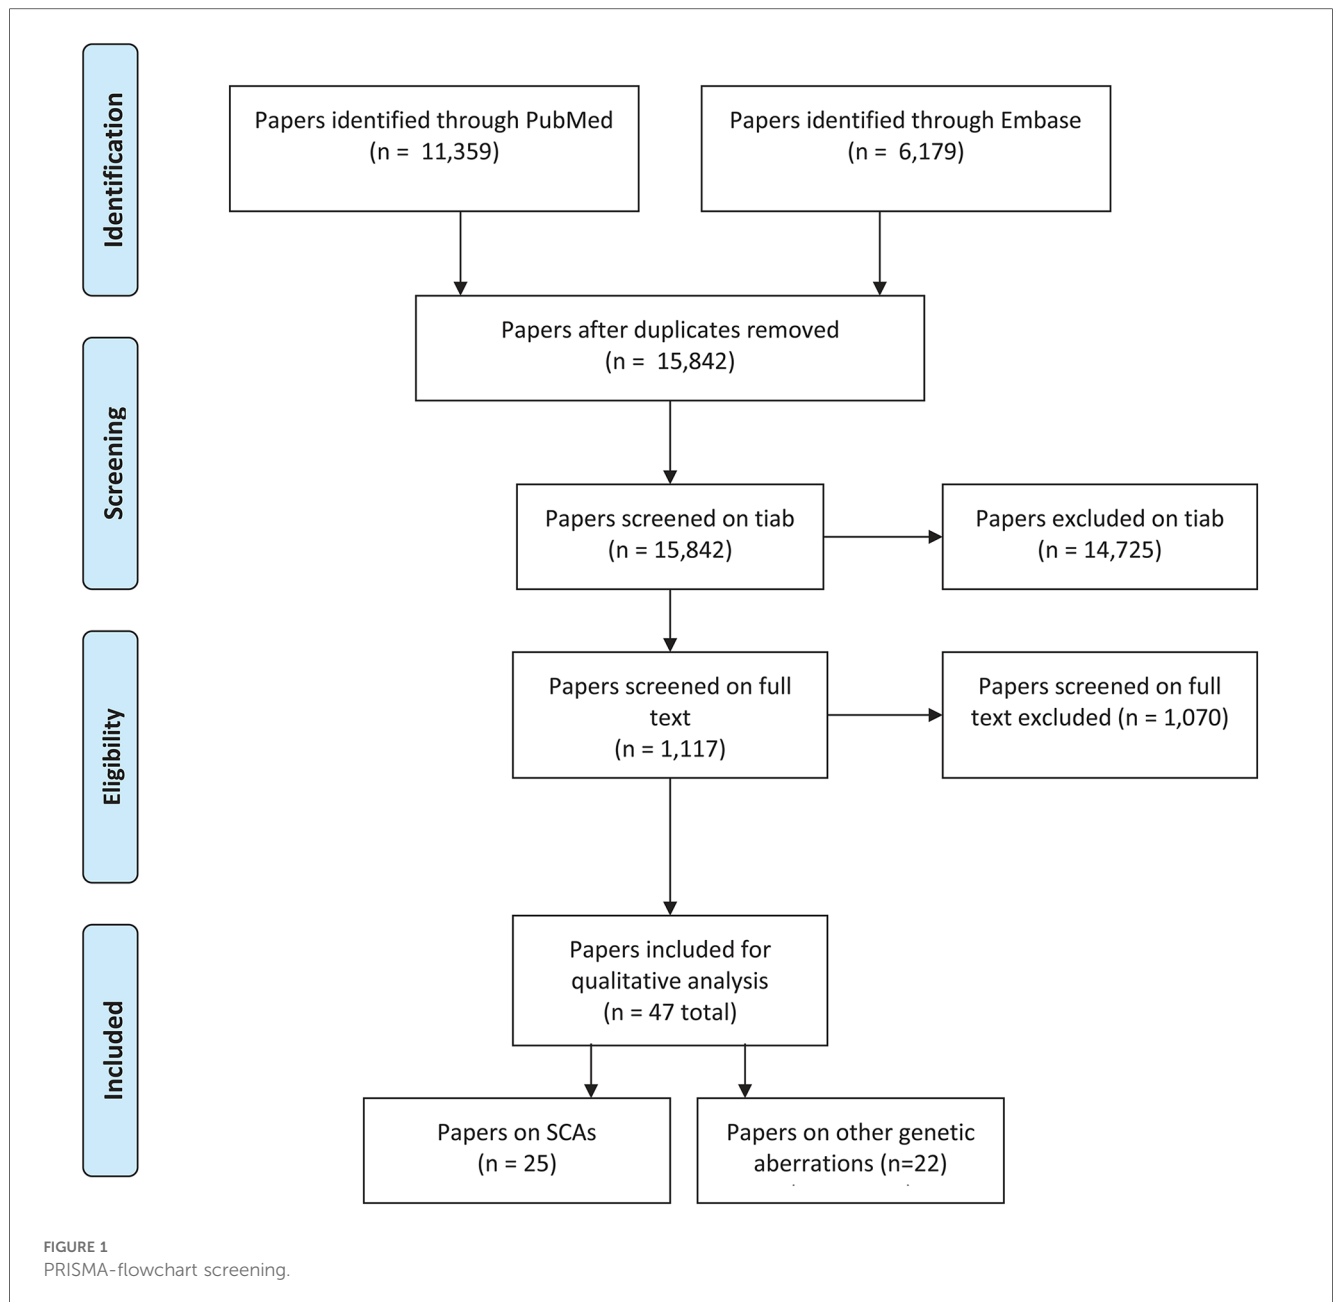 Identification
Papers identified through PubMed
(n = 11,359)
Papers identified through Embase
(n = 6,179)
Papers after duplicates removed
(n = 15,842)
Screening
Papers screened on tiab
(n = 15,842)
Papers excluded on tiab
(n = 14,725)
Eligibility
Papers screened on full
text
(n = 1,117)
Papers screened on full
text excluded (n = 1,070)
Included
Papers included for
qualitative analysis
(n = 47 total)
Papers on SCAs
(n = 25)
Papers on other genetic
aberrations (n=22)
FIGURE 1
PRISMA-flowchart screening.